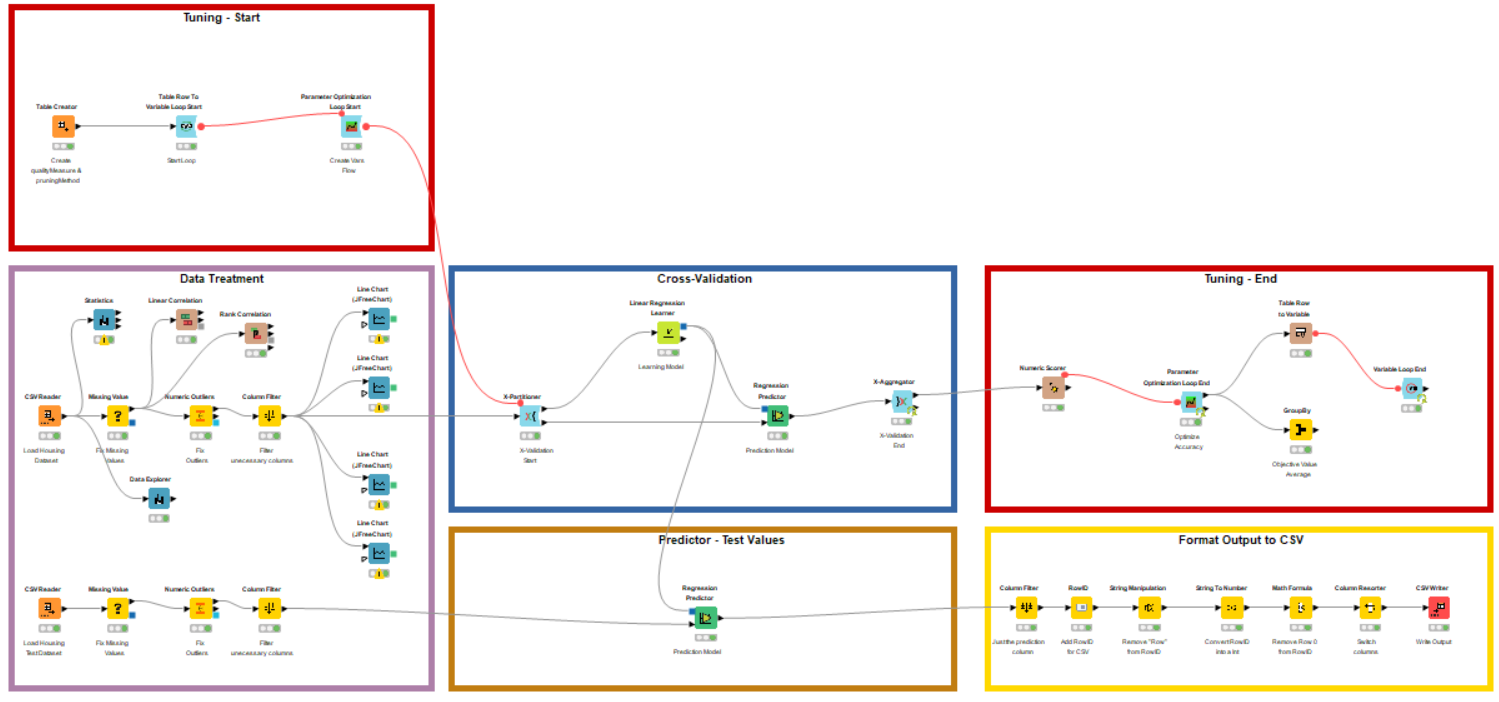 Tuning - Start
Table Creator
Create
qualityMeasure &
pruningMethod
Table Row To
Variable Loop Start
Start Loop
Parameter Optimization
Loop Start
Create Vars
Flow
Data Treatment
Statistics
Linear Correlation
Rank Correlation
Line Chart
(JFreeChart)
Line Chart
(JFreeChart)
CSV Reader
Load Housing
Dataset
Missing Value
Fix Missing
Values
Numeric Outliers
Fix
Outliers
Column Filter
Filter
unecessary columns
Data Explorer
Line Chart
(JFreeChart)
Line Chart
(JFreeChart)
CSV Reader
Load Housing
Test Dataset
Missing Value
Fix Missing
Values
Numeric Outliers
Fix
Outliers
Column Filter
Filter
unecessary columns
Cross-Validation
X-Partitioner
X-Validation
Start
Linear Regression
Learner
Learning Model
Regression
Predictor
Prediction Model
X-Aggregator
X-Validation
End
Tuning - End
Numeric Scorer
Parameter
Optimization Loop End
Optimize
Accuracy
Table Row
to Variable
GroupBy
Objective Value
Average
Variable Loop End
Predictor - Test Values
Regression
Predictor
Prediction Model
Format Output to CSV
Column Filter
Just the prediction
column
RowID
Add RowID
for CSV
String Manipulation
Remove "Row"
from RowID
String To Number
Convert RowID
into a Int
Math Formula
Remove Row 0
from RowID
Column Resorter
Switch
columns
CSV Writer
Write Output